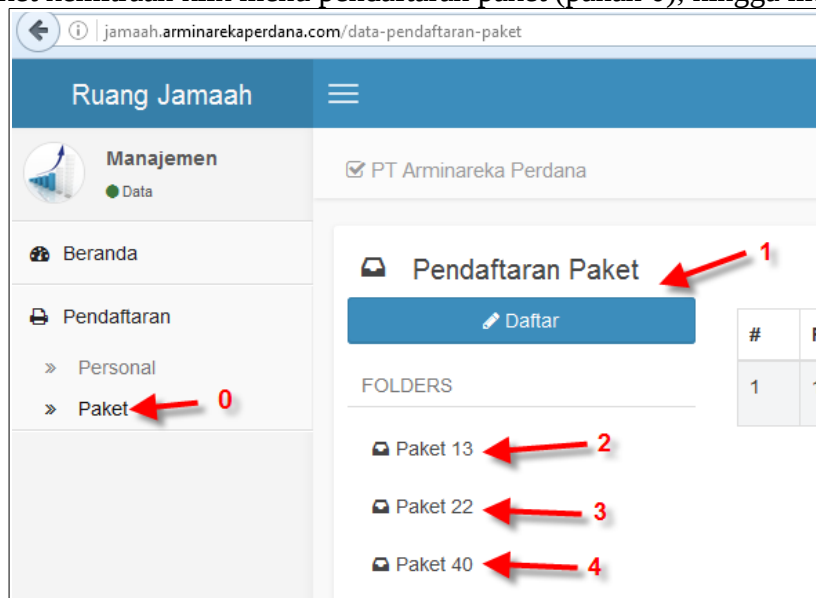 jamaah.arminarekaperdana.com/data-pendaftaran-paket
Ruang Jamaah
Manajemen
Data
PT Arminareka Perdana
Beranda
Pendaftaran
» Personal
» Paket
0
Pendaftaran Paket
1
Daftar
#
1
FOLDERS
Paket 13
2
Paket 22
3
Paket 40
4